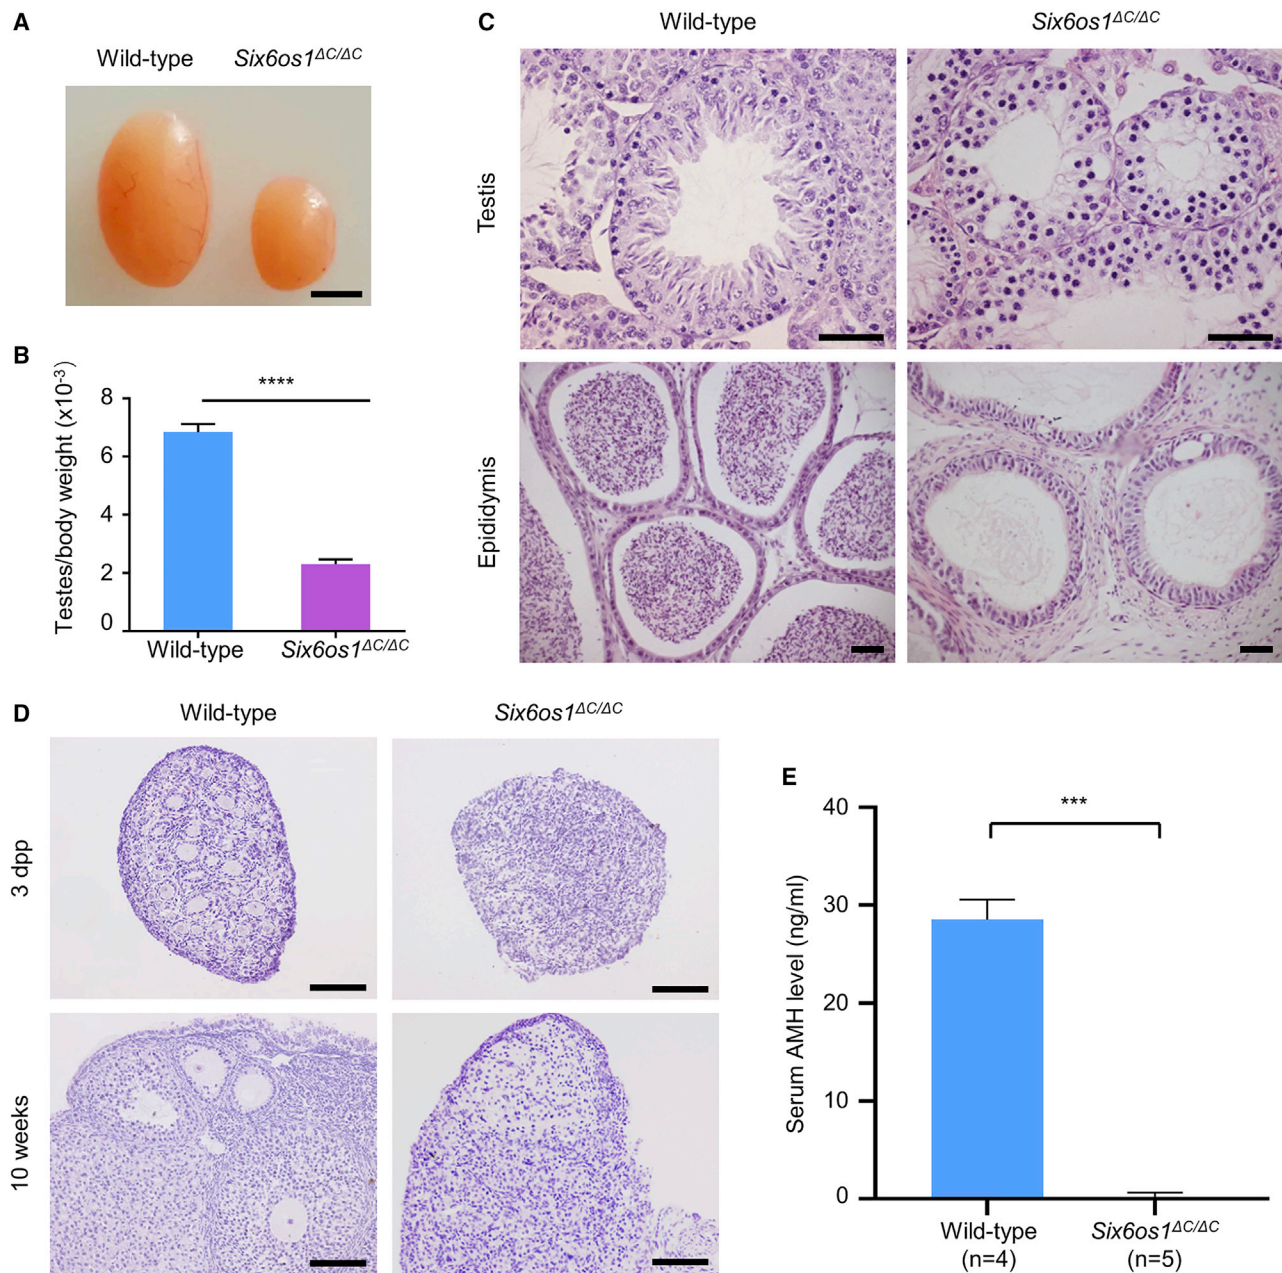 A
Wild-type Six6os1ΔC/ΔC
B
Testes/body weight (x10-3)
8
6
4
2
0
****
Wild-type Six6os1ΔC/ΔC
C
Wild-type Six6os1ΔC/ΔC
Testis
Epididymis
D
Wild-type Six6os1ΔC/ΔC
3 dpp
10 weeks
E
Serum AMH level (ng/ml)
40
30
20
10
0
***
Wild-type Six6os1ΔC/ΔC
(n=4) (n=5)